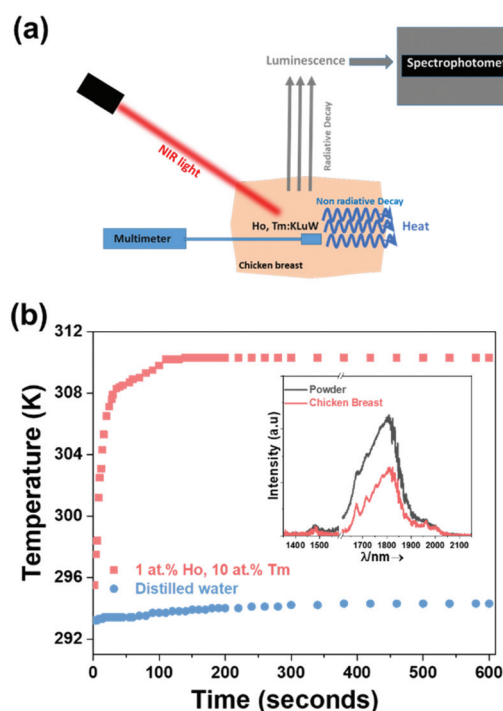 (a)
Luminescence
Spectrophotomet
NIR light
Radiative Decay
Non radiative Decay
Ho, Tm:KLuW
Multimeter
Heat
Chicken breast
(b)
312
308
304
300
296
292
Temperature (K)
Powder
Chicken Breast
Intensity (a.u)
1400 1500 1700 1800 1900 2000 2100
λ/nm→
1 at.% Ho, 10 at.% Tm
Distilled water
0 100 200 300 400 500 600
Time (seconds)